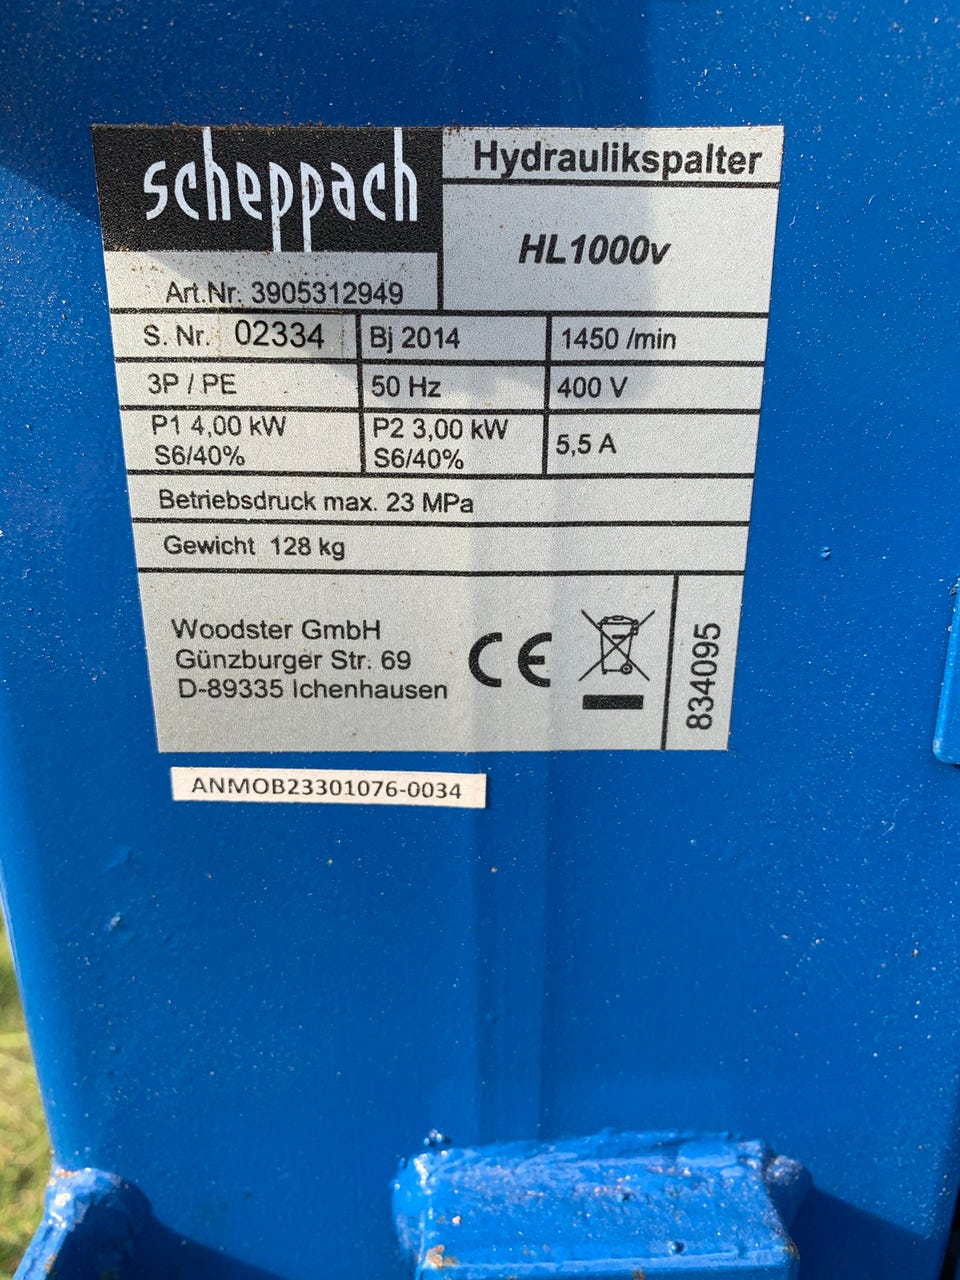 scheppach
Hydraulikspalter
HL1000v
Art.Nr. 3905312949
S. Nr. 02334
Bj 2014
1450 /min
3P / PE
50 Hz
400 V
P1 4,00 kW
S6/40%
P2 3,00 kW
S6/40%
5,5 A
Betriebsdruck max. 23 MPa
Gewicht 128 kg
Woodster GmbH
Günzburger Str. 69
D-89335 Ichenhausen
CE
834095
ANMOB23301076-0034